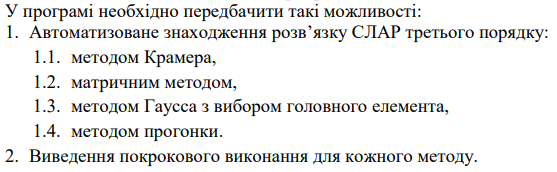 У програмі необхідно передбачити такі можливості:
1. Автоматизоване знаходження розв’язку СЛАР третього порядку:
1.1. методом Крамера,
1.2. матричним методом,
1.3. методом Гаусса з вибором головного елемента,
1.4. методом прогонки.
2. Виведення покрокового виконання для кожного методу.